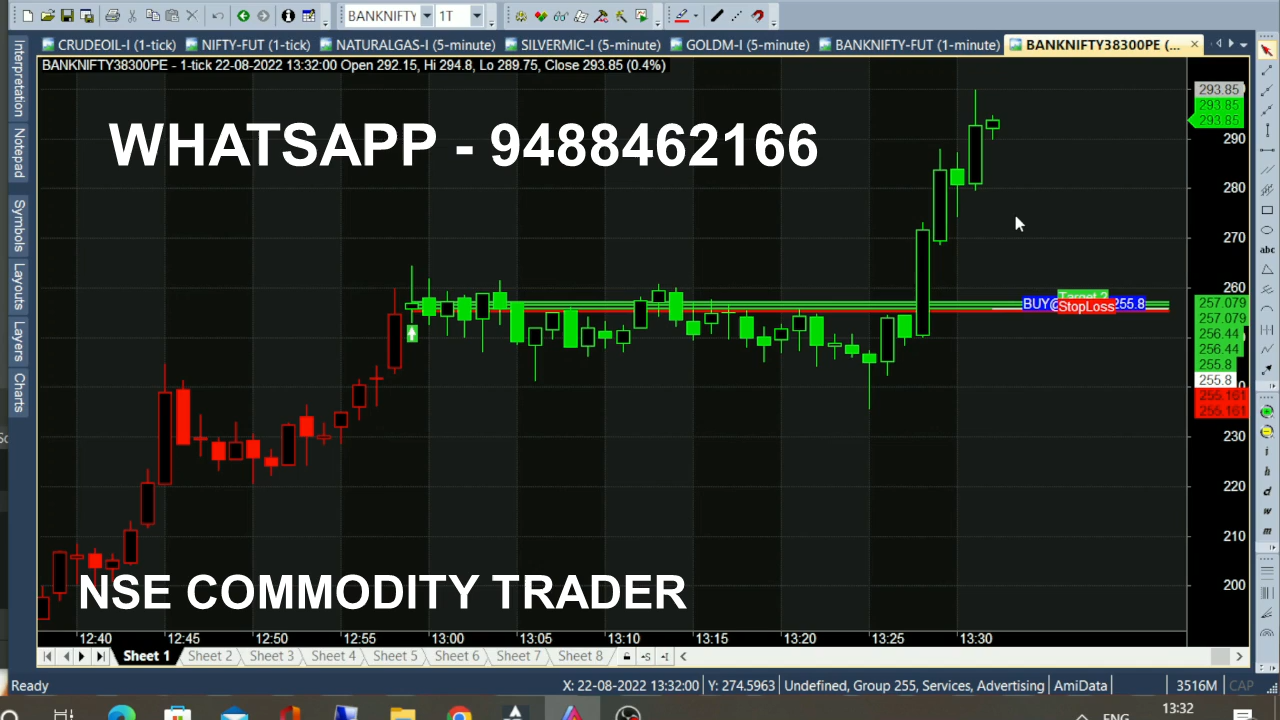 BANKNIFTY
1T
CRUDEOIL-I (1-tick)
NIFTY-FUT (1-tick)
NATURALGAS-I (5-minute)
SILVERMIC-I (5-minute)
GOLDM-I (5-minute)
BANKNIFTY-FUT (1-minute)
BANKNIFTY38300PE (...
BANKNIFTY38300PE - 1-tick 22-08-2022 13:32:00 Open 292.15, Hi 294.8, Lo 289.75, Close 293.85 (0.4%)
Interpretation
Notepad
Symbols
Layouts
Layers
Charts
WHATSAPP - 9488462166
293.85
293.85
293.85
290
280
270
260
Target 2
BUY@
StopLoss
255.8
257.079
257.079
256.44
256.44
255.8
255.8
255.161
255.161
230
220
210
200
abc
i
h
d
w
m
NSE COMMODITY TRADER
12:40
12:45
12:50
12:55
13:00
13:05
13:10
13:15
13:20
13:25
13:30
Sheet 1
Sheet 2
Sheet 3
Sheet 4
Sheet 5
Sheet 6
Sheet 7
Sheet 8
Ready
X: 22-08-2022 13:32:00
Y: 274.5963
Undefined, Group 255, Services, Advertising
AmiData
3516M
CAP
ENG
13:32